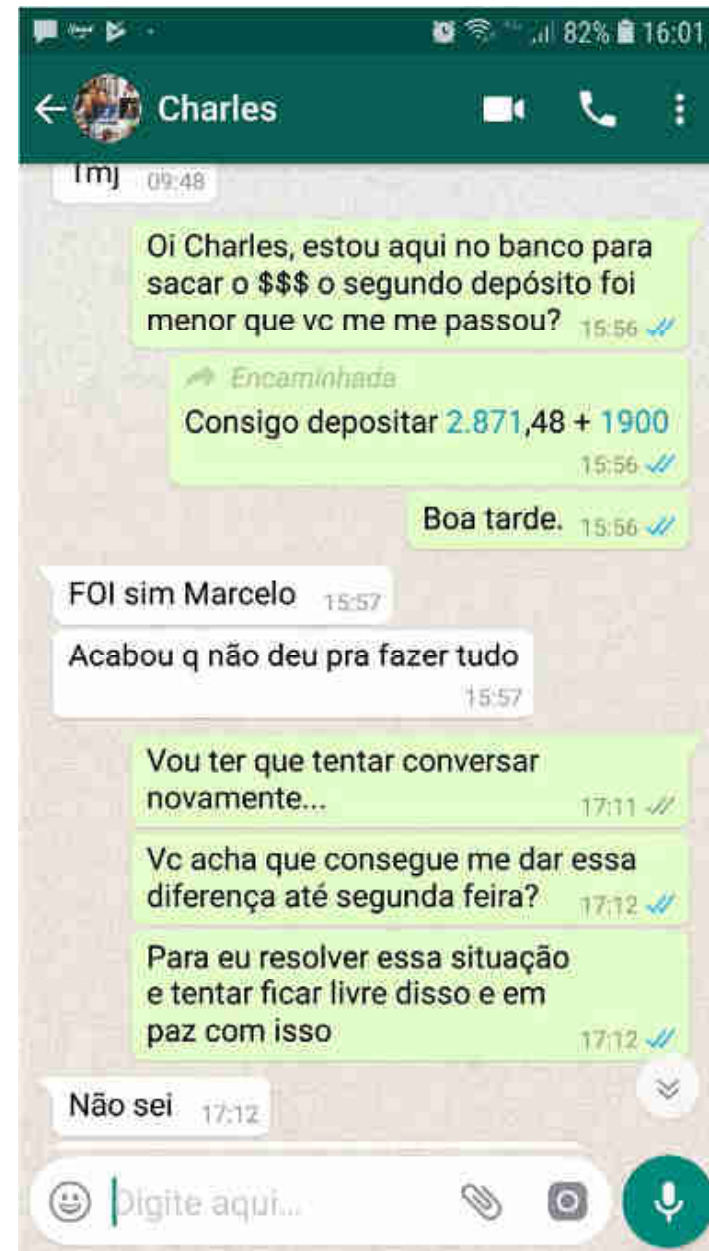 82% 16:01
Charles
Tmj 09:48
Oi Charles, estou aqui no banco para
sacar o $$$ o segundo depósito foi
menor que vc me me passou? 15:56
Encaminhada
Consigo depositar 2.871,48 + 1900
15:56
Boa tarde. 15:56
FOI sim Marcelo 15:57
Acabou q não deu pra fazer tudo
15:57
Vou ter que tentar conversar
novamente... 17:11
Vc acha que consegue me dar essa
diferença até segunda feira? 17:12
Para eu resolver essa situação
e tentar ficar livre disso e em
paz com isso 17:12
Não sei 17:12
Digite aqui...